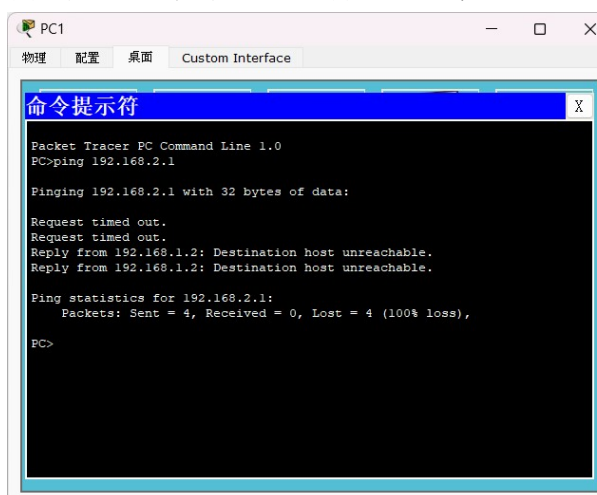 PC1
物理 配置 桌面 Custom Interface
命令提示符 X
Packet Tracer PC Command Line 1.0
PC>ping 192.168.2.1
Pinging 192.168.2.1 with 32 bytes of data:
Request timed out.
Request timed out.
Reply from 192.168.1.2: Destination host unreachable.
Reply from 192.168.1.2: Destination host unreachable.
Ping statistics for 192.168.2.1:
Packets: Sent = 4, Received = 0, Lost = 4 (100% loss),
PC>